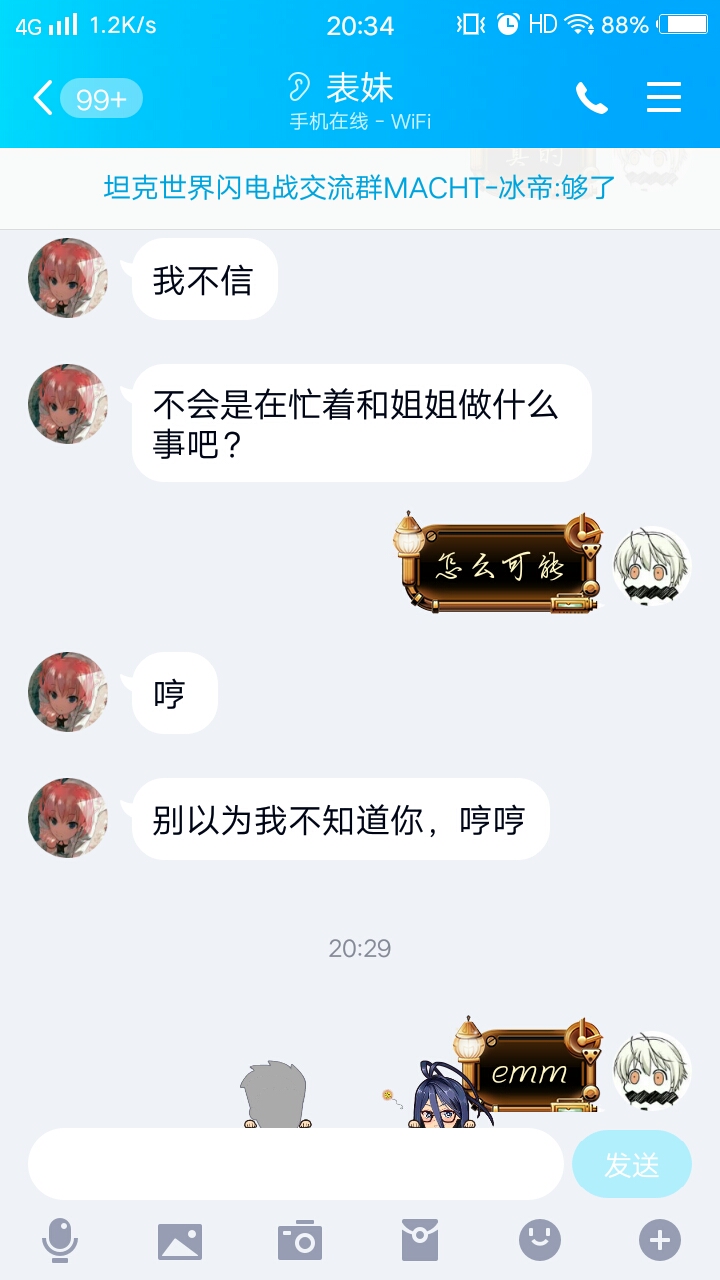 4G 1.2K/s 20:34 HD 88%
99+ 表妹
手机在线 - WiFi
真的
坦克世界闪电战交流群MACHT-冰帝:够了
我不信
不会是在忙着和姐姐做什么
事吧？
怎么可能
哼
别以为我不知道你，哼哼
20:29
emm
发送